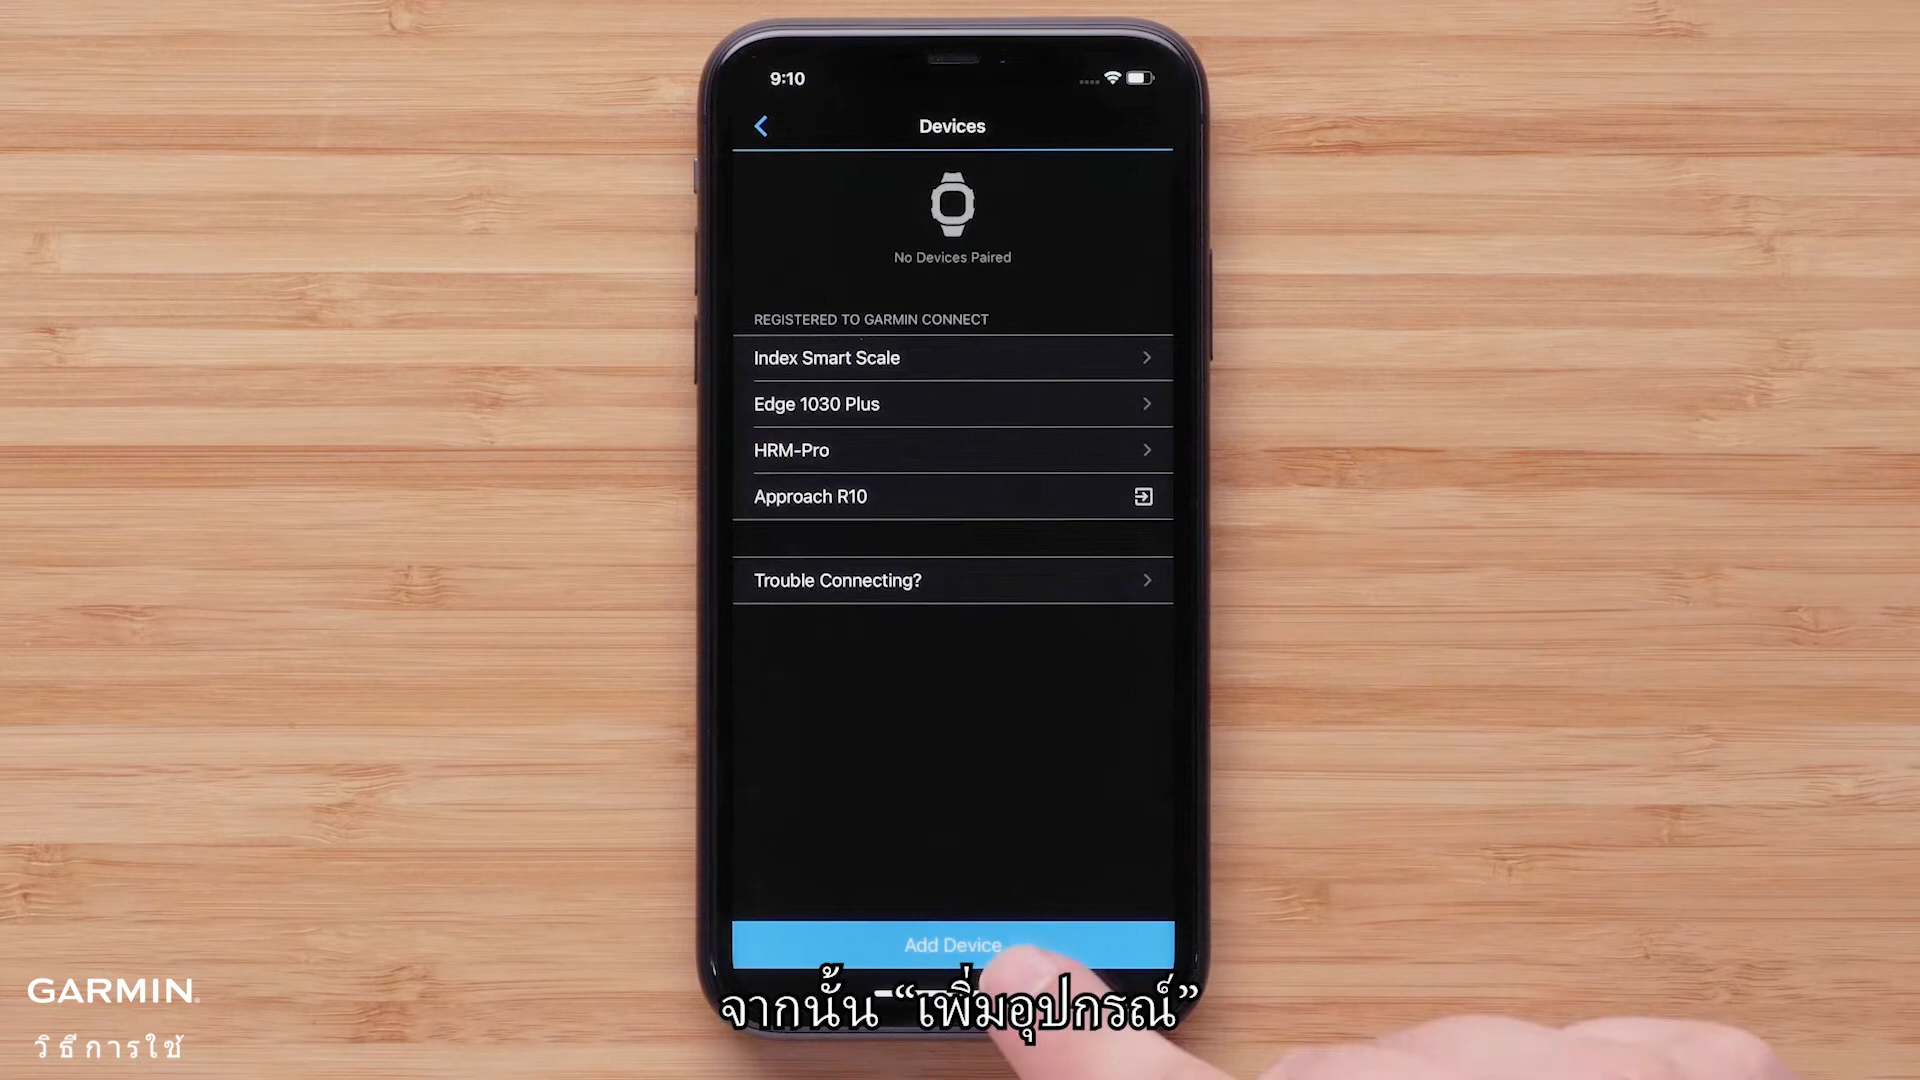 9:10
Devices
No Devices Paired
REGISTERED TO GARMIN CONNECT
Index Smart Scale
Edge 1030 Plus
HRM-Pro
Approach R10
Trouble Connecting?
Add Device
จากนั้น “เพิ่มอุปกรณ์”
GARMIN
วิธีการใช้